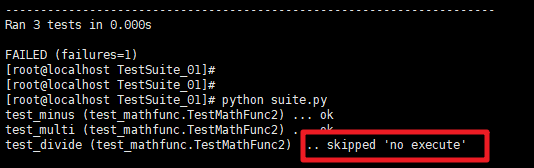 ----------------------------------------------------------------------
Ran 3 tests in 0.000s
FAILED (failures=1)
[root@localhost TestSuite_01]#
[root@localhost TestSuite_01]#
[root@localhost TestSuite_01]# python suite.py
test_minus (test_mathfunc.TestMathFunc2) ... ok
test_multi (test_mathfunc.TestMathFunc2) .. ok
test_divide (test_mathfunc.TestMathFunc2) .. skipped 'no execute'